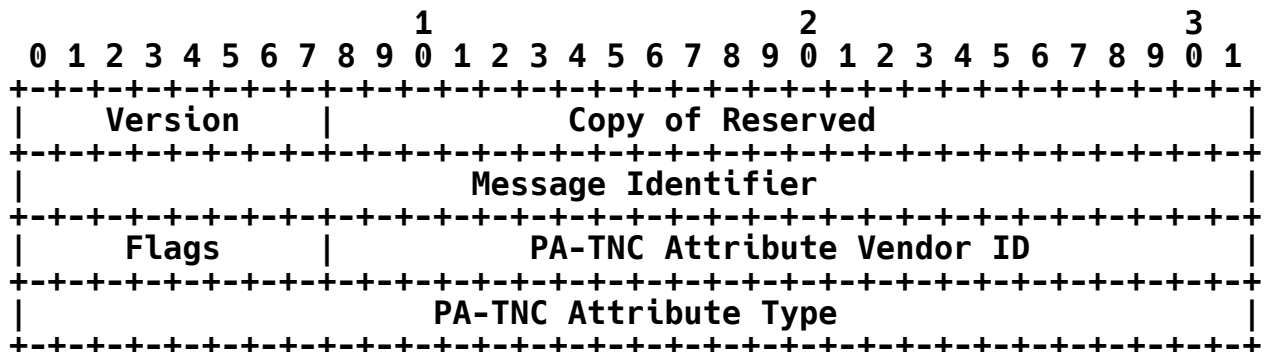 1                   2                   3
 0 1 2 3 4 5 6 7 8 9 0 1 2 3 4 5 6 7 8 9 0 1 2 3 4 5 6 7 8 9 0 1
+-+-+-+-+-+-+-+-+-+-+-+-+-+-+-+-+-+-+-+-+-+-+-+-+-+-+-+-+-+-+-+-+
|    Version    |            Copy of Reserved                   |
+-+-+-+-+-+-+-+-+-+-+-+-+-+-+-+-+-+-+-+-+-+-+-+-+-+-+-+-+-+-+-+-+
|                       Message Identifier                      |
+-+-+-+-+-+-+-+-+-+-+-+-+-+-+-+-+-+-+-+-+-+-+-+-+-+-+-+-+-+-+-+-+
|     Flags     |          PA-TNC Attribute Vendor ID           |
+-+-+-+-+-+-+-+-+-+-+-+-+-+-+-+-+-+-+-+-+-+-+-+-+-+-+-+-+-+-+-+-+
|                     PA-TNC Attribute Type                     |
+-+-+-+-+-+-+-+-+-+-+-+-+-+-+-+-+-+-+-+-+-+-+-+-+-+-+-+-+-+-+-+-+